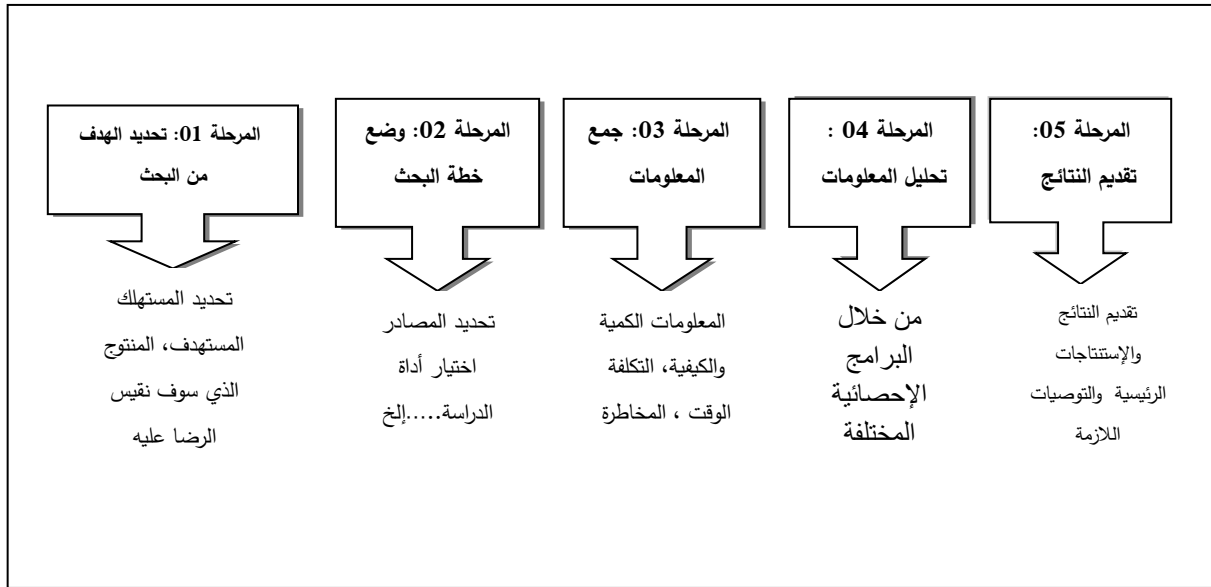 المرحلة 01: تحديد الهدف
من البحث
تحديد المستهلك
المستهدف، المنتوج
الذي سوف نقيس
الرضا عليه
المرحلة 02: وضع
خطة البحث
تحديد المصادر
اختيار أداة
الدراسة.....إلخ
المرحلة 03: جمع
المعلومات
المعلومات الكمية
والكيفية، التكلفة
الوقت ، المخاطرة
المرحلة 04 :
تحليل المعلومات
من خلال
البرامج
الإحصائية
المختلفة
المرحلة 05:
تقديم النتائج
تقديم النتائج
والإستنتاجات
الرئيسية والتوصيات
اللازمة